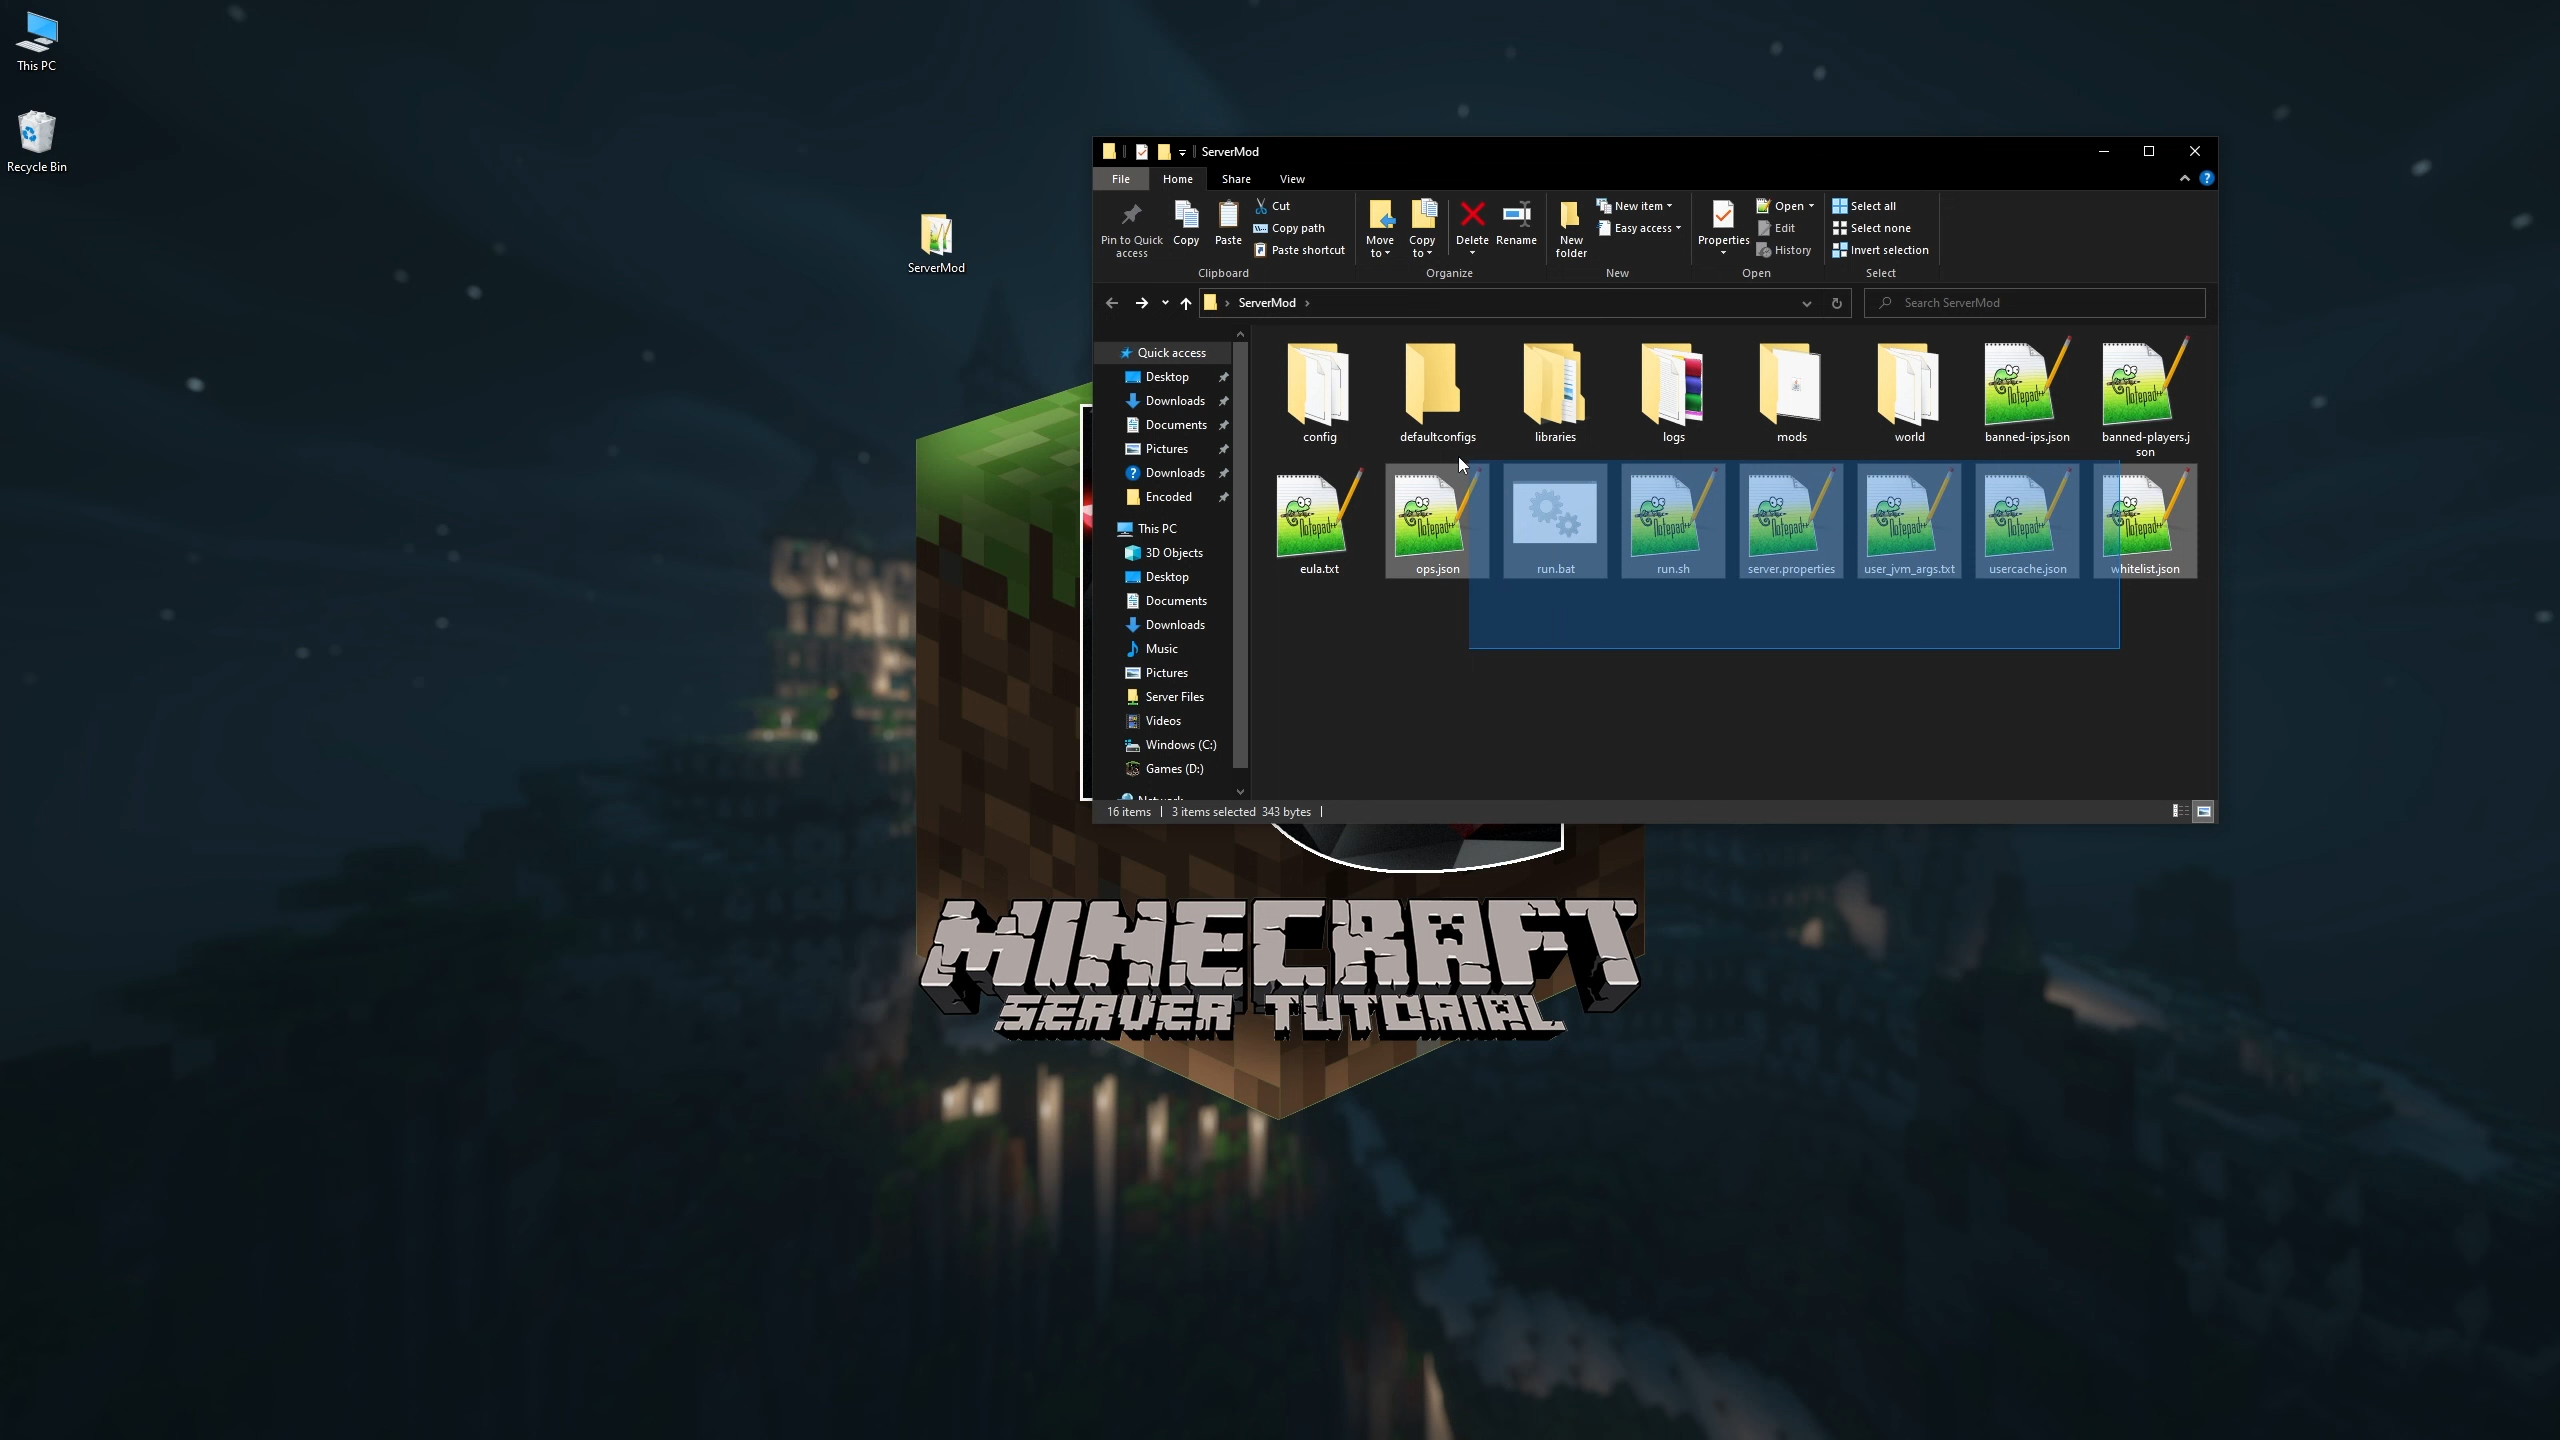 This PC
Recycle Bin
ServerMod
ServerMod
File Home Share View
Pin to Quick access
Copy
Paste
Cut
Copy path
Paste shortcut
Clipboard
Move to
Copy to
Delete
Rename
Organize
New folder
New item
Easy access
New
Properties
Open
Edit
History
Open
Select all
Select none
Invert selection
Select
ServerMod
Search ServerMod
Quick access
Desktop
Downloads
Documents
Pictures
Downloads
Encoded
This PC
3D Objects
Desktop
Documents
Downloads
Music
Pictures
Server Files
Videos
Windows (C:)
Games (D:)
Network
config
defaultconfigs
libraries
logs
mods
world
banned-ips.json
banned-players.j
son
eula.txt
ops.json
run.bat
run.sh
server.properties
user_jvm_args.txt
usercache.json
whitelist.json
16 items
3 items selected 343 bytes
MINECRAFT
SERVER TUTORIAL